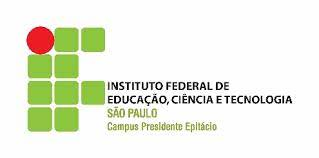 INSTITUTO FEDERAL DE
EDUCAÇÃO, CIÊNCIA E TECNOLOGIA
SÃO PAULO
Campus Presidente Epitácio